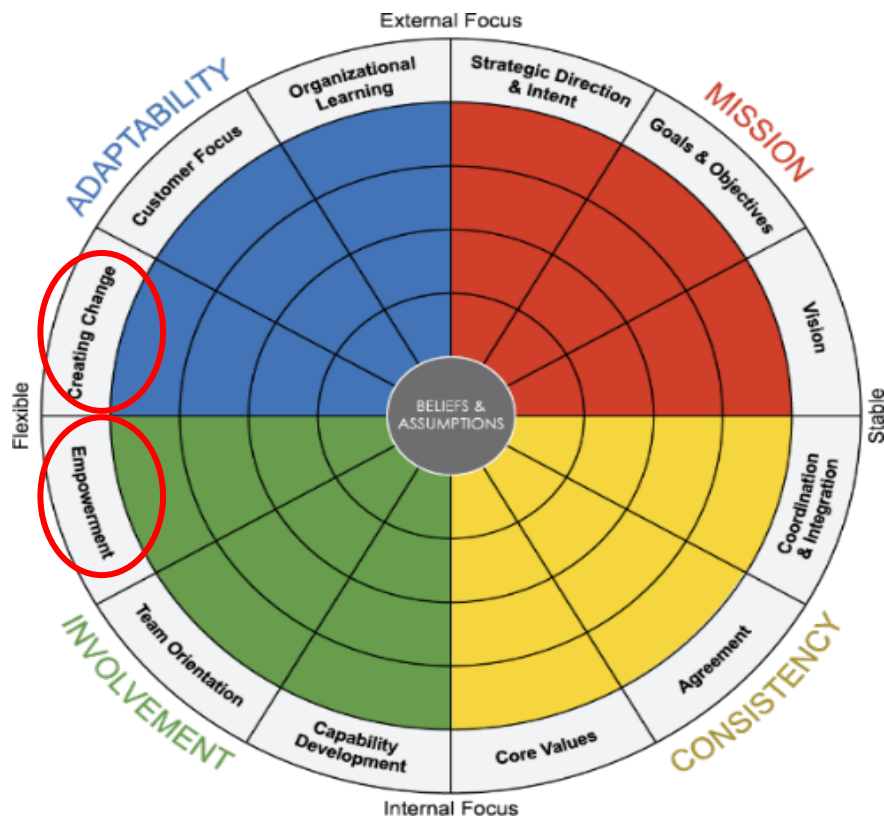 External Focus
ADAPTABILITY
MISSION
Organizational
Learning
Strategic Direction
& Intent
Customer Focus
Goals & Objectives
Creating Change
Vision
Flexible
BELIEFS &
ASSUMPTIONS
Stable
Empowerment
Coordination
& Integration
Team Orientation
Agreement
Capability
Development
Core Values
INVOLVEMENT
CONSISTENCY
Internal Focus